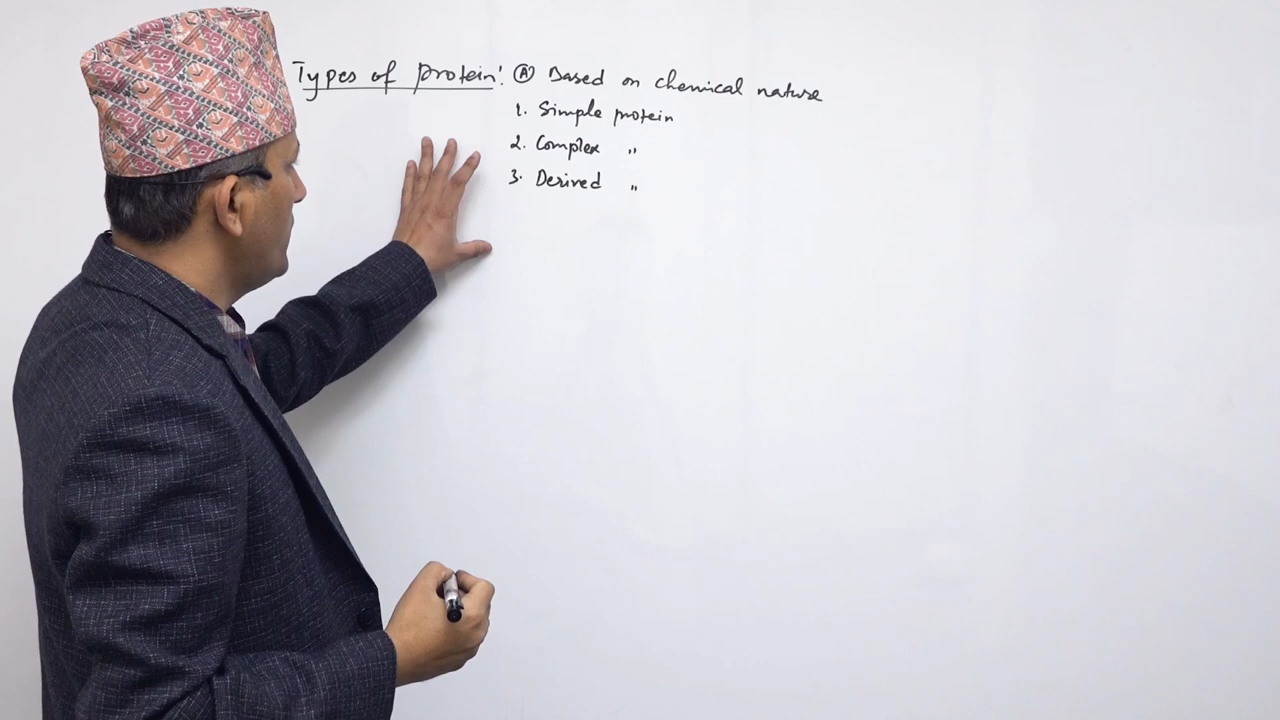 Types of protein: Ⓐ Based on chemical nature
1. Simple protein
2. Complex "
3. Derived "